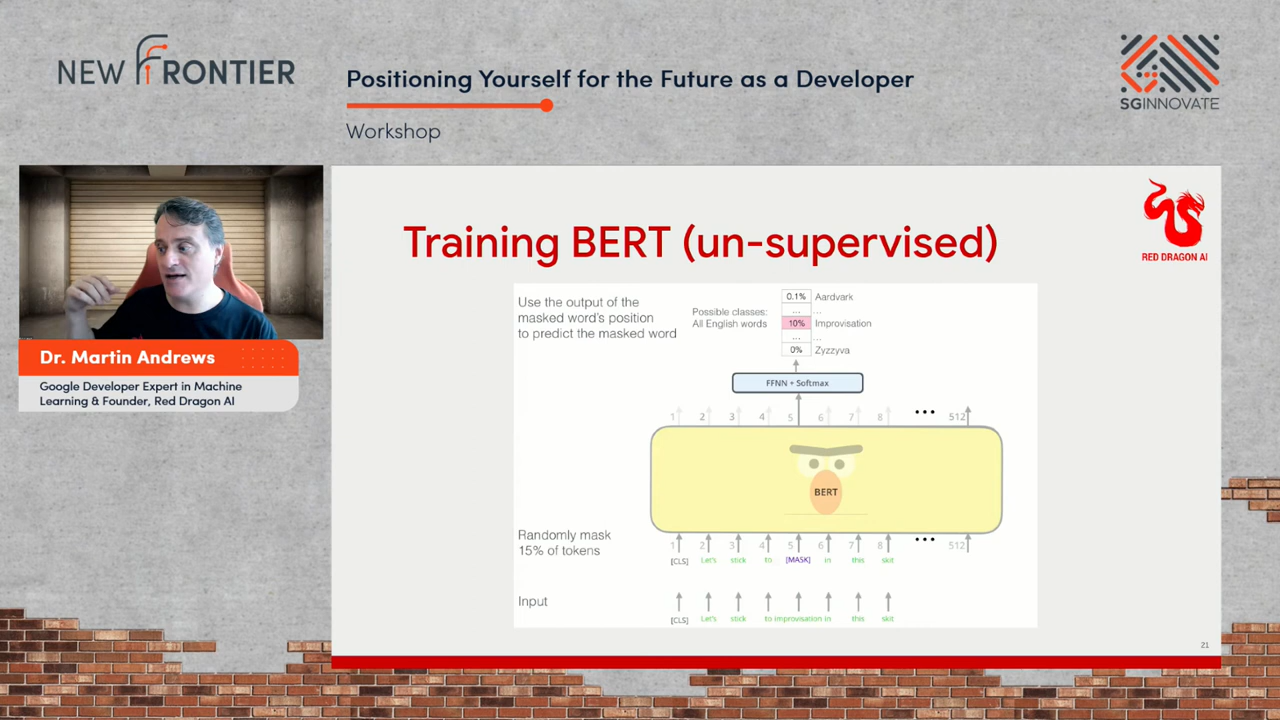 NEW FRONTIER
Positioning Yourself for the Future as a Developer
Workshop
SGINNOVATE
Dr. Martin Andrews
Google Developer Expert in Machine
Learning & Founder, Red Dragon AI
RED DRAGON AI
Training BERT (un-supervised)
Use the output of the
masked word's position
to predict the masked word
Possible classes:
All English words
0.1% Aardvark
... ...
10% Improvisation
... ...
0% Zyzzyva
FFNN + Softmax
1 2 3 4 5 6 7 8 ••• 512
BERT
Randomly mask
15% of tokens
1 2 3 4 5 6 7 8 ••• 512
[CLS] Let's stick to [MASK] in this skit
Input
[CLS] Let's stick to improvisation in this skit
21